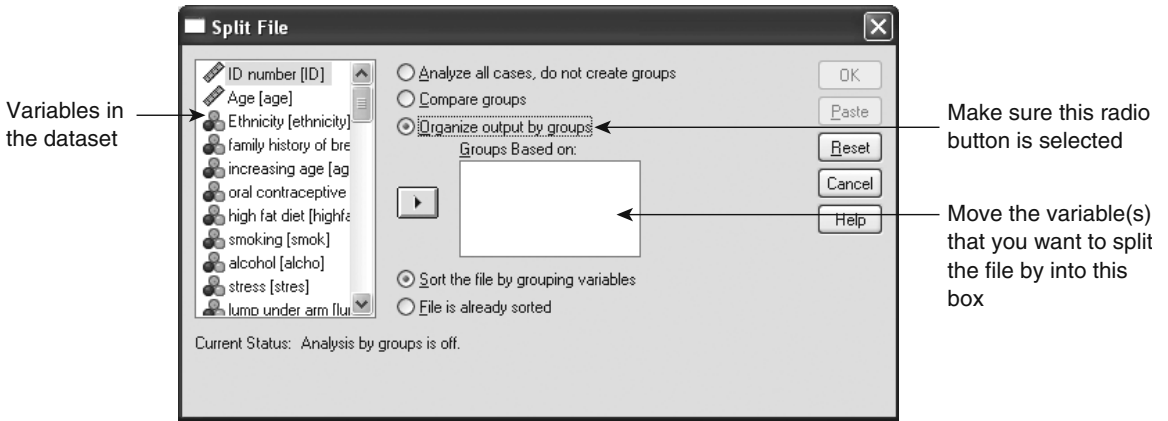 Split File
Variables in
the dataset
ID number [ID]
Age [age]
Ethnicity [ethnicity]
family history of bre
increasing age [ag
oral contraceptive
high fat diet [highfa
smoking [smok]
alcohol [alcho]
stress [stres]
lump under arm [lu
Analyze all cases, do not create groups
Compare groups
Organize output by groups
Groups Based on:
Sort the file by grouping variables
File is already sorted
OK
Paste
Reset
Cancel
Help
Current Status: Analysis by groups is off.
Make sure this radio
button is selected
Move the variable(s)
that you want to split
the file by into this
box